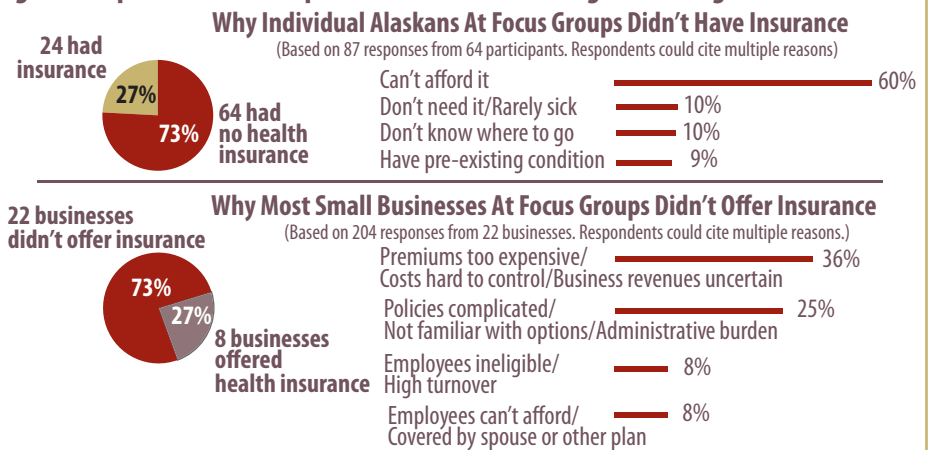 Why Individual Alaskans At Focus Groups Didn't Have Insurance
(Based on 87 responses from 64 participants. Respondents could cite multiple reasons)
24 had
insurance
27%
73%
64 had
no health
insurance
Can't afford it 60%
Don't need it/Rarely sick 10%
Don't know where to go 10%
Have pre-existing condition 9%
Why Most Small Businesses At Focus Groups Didn't Offer Insurance
(Based on 204 responses from 22 businesses. Respondents could cite multiple reasons.)
22 businesses
didn't offer insurance
73%
27%
8 businesses
offered
health insurance
Premiums too expensive/ 36%
Costs hard to control/Business revenues uncertain
Policies complicated/ 25%
Not familiar with options/Administrative burden
Employees ineligible/ 8%
High turnover
Employees can't afford/ 8%
Covered by spouse or other plan